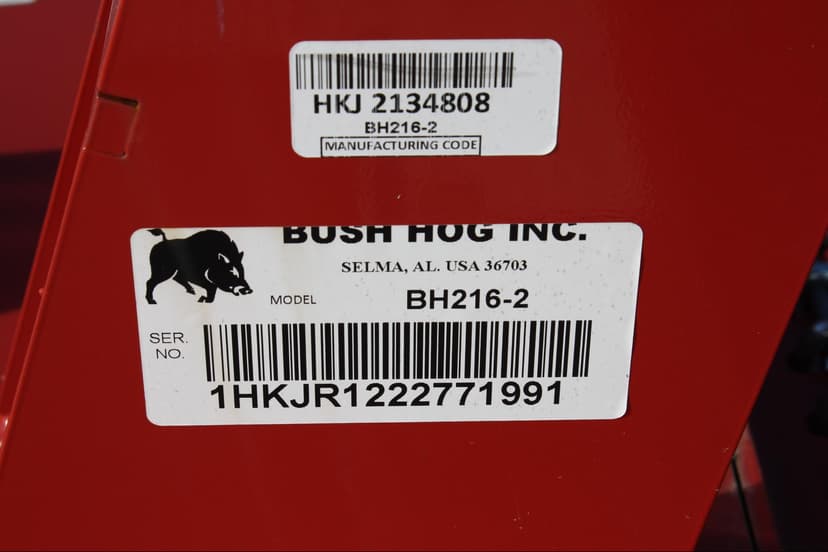 HKJ 2134808
BH216-2
MANUFACTURING CODE
BUSH HOG INC.
SELMA, AL. USA 36703
MODEL BH216-2
SER.
NO.
1HKJR1222771991